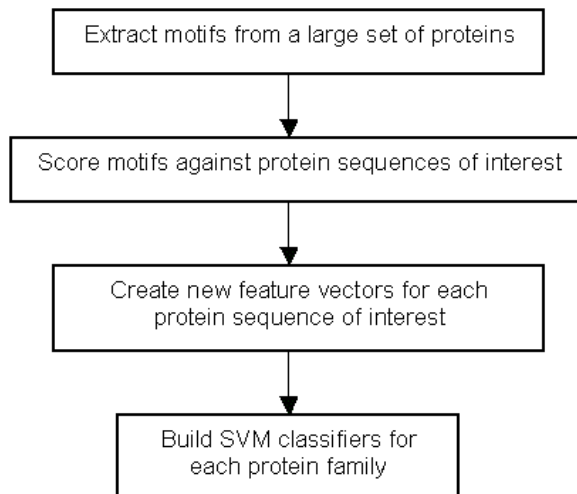 Extract motifs from a large set of proteins
Score motifs against protein sequences of interest
Create new feature vectors for each
protein sequence of interest
Build SVM classifiers for
each protein family